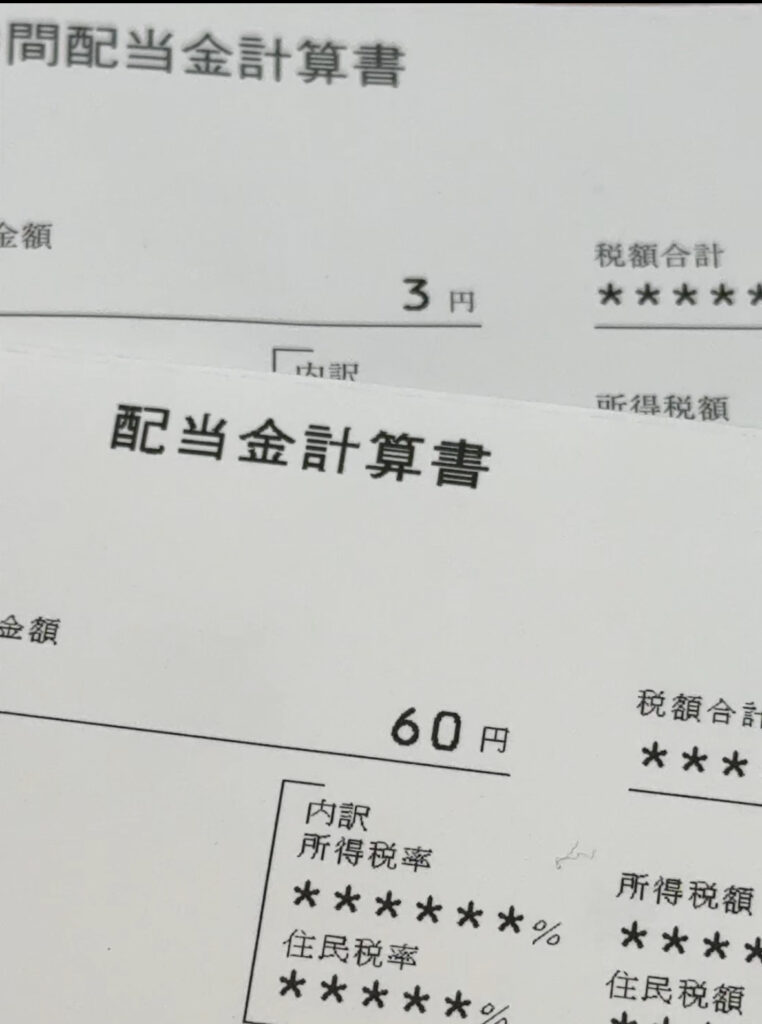 間配当金計算書
金額
3 円
税額合計
*****
内訳
所得税額
配当金計算書
金額
60 円
税額合計
***
内訳
所得税率
******%
住民税率
*****%
所得税額
****
住民税額